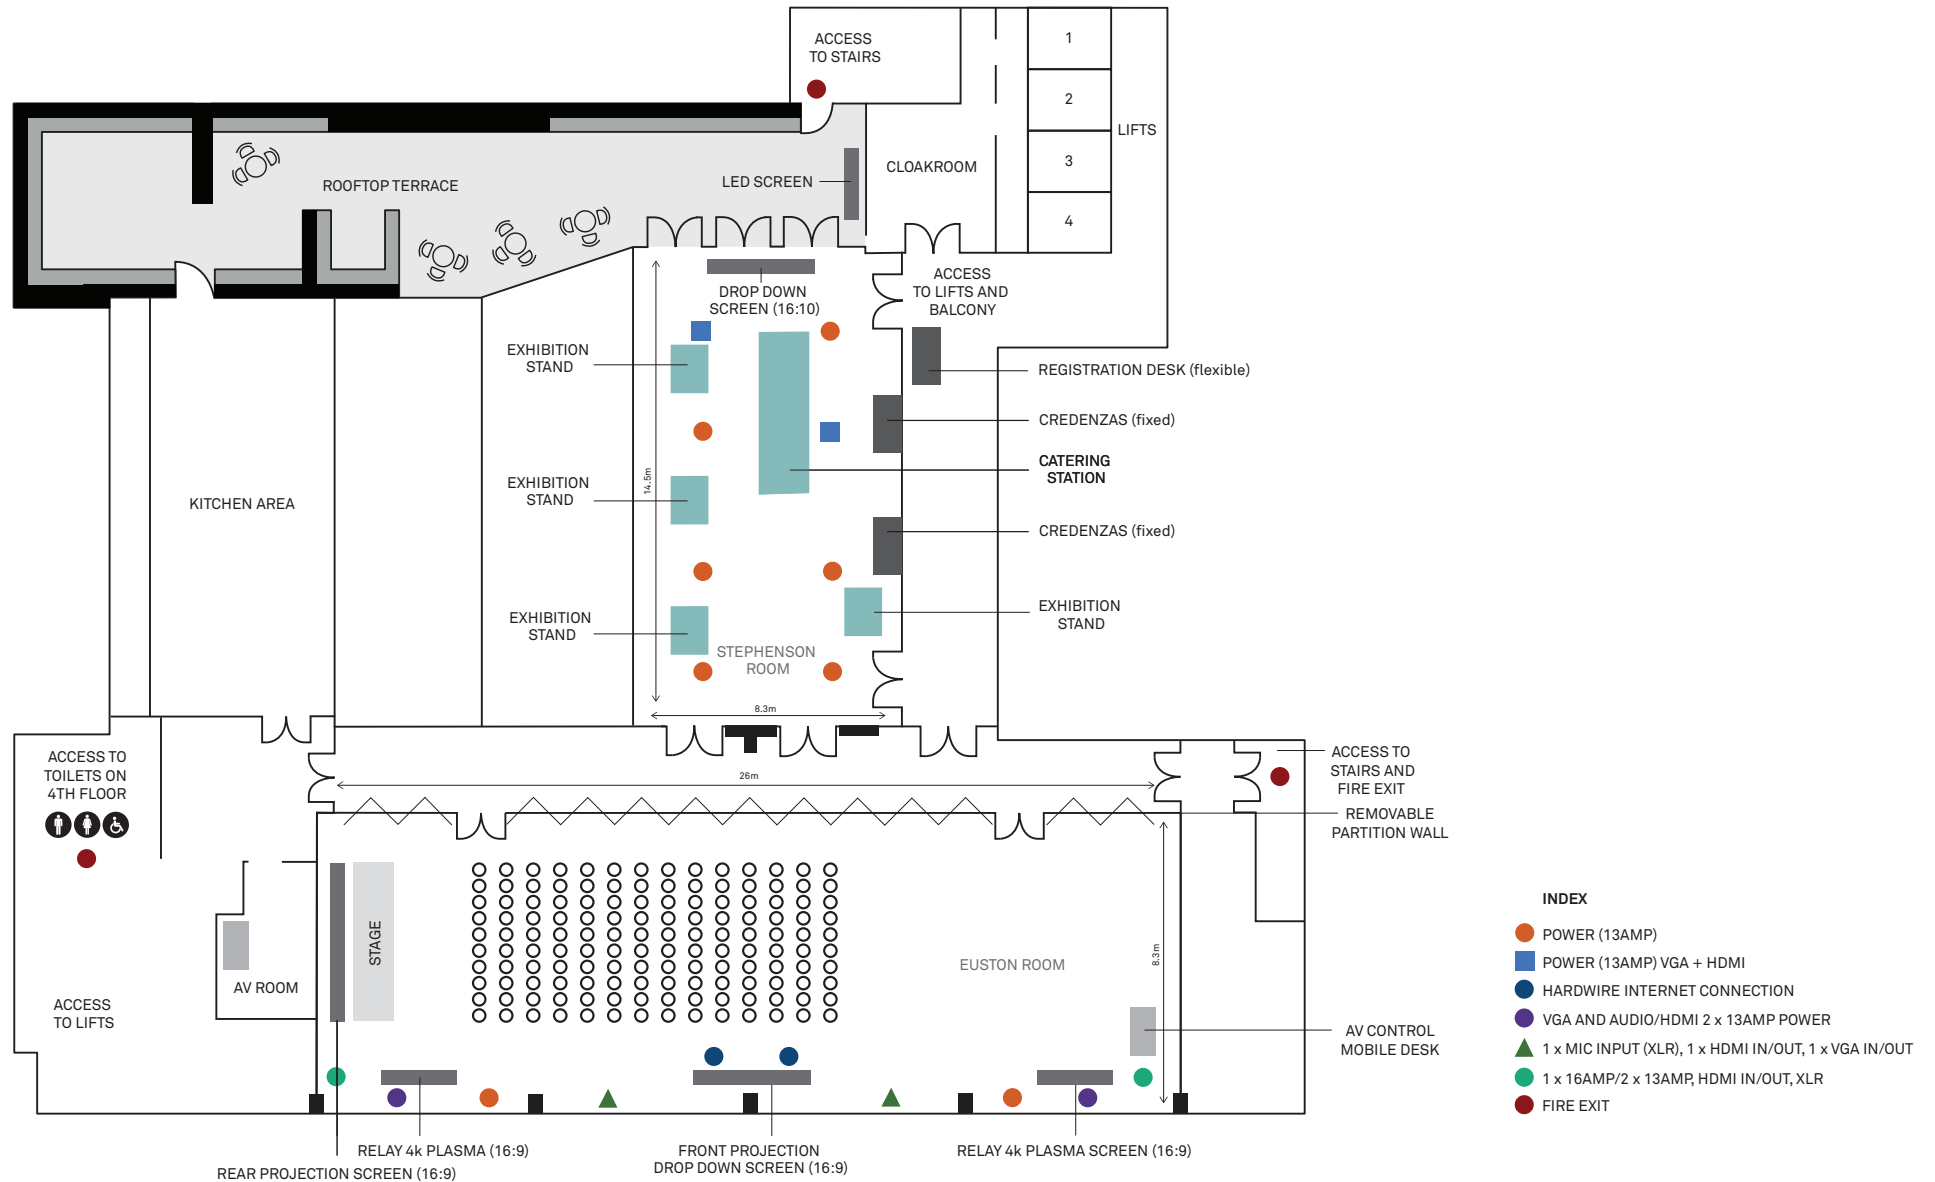 ACCESS
TO STAIRS
1
2
LIFTS
3
4
CLOAKROOM
LED SCREEN
ROOFTOP TERRACE
ACCESS
TO LIFTS AND
BALCONY
DROP DOWN
SCREEN (16:10)
EXHIBITION
STAND
REGISTRATION DESK (flexible)
CREDENZAS (fixed)
CATERING
STATION
14.5m
EXHIBITION
STAND
KITCHEN AREA
CREDENZAS (fixed)
EXHIBITION
STAND
EXHIBITION
STAND
STEPHENSON
ROOM
8.3m
ACCESS TO
TOILETS ON
4TH FLOOR
26m
ACCESS TO
STAIRS AND
FIRE EXIT
REMOVABLE
PARTITION WALL
STAGE
EUSTON ROOM
8.3m
AV ROOM
ACCESS
TO LIFTS
AV CONTROL
MOBILE DESK
RELAY 4k PLASMA (16:9)
REAR PROJECTION SCREEN (16:9)
FRONT PROJECTION
DROP DOWN SCREEN (16:9)
RELAY 4k PLASMA SCREEN (16:9)
INDEX
POWER (13AMP)
POWER (13AMP) VGA + HDMI
HARDWIRE INTERNET CONNECTION
VGA AND AUDIO/HDMI 2 x 13AMP POWER
1 x MIC INPUT (XLR), 1 x HDMI IN/OUT, 1 x VGA IN/OUT
1 x 16AMP/2 x 13AMP, HDMI IN/OUT, XLR
FIRE EXIT